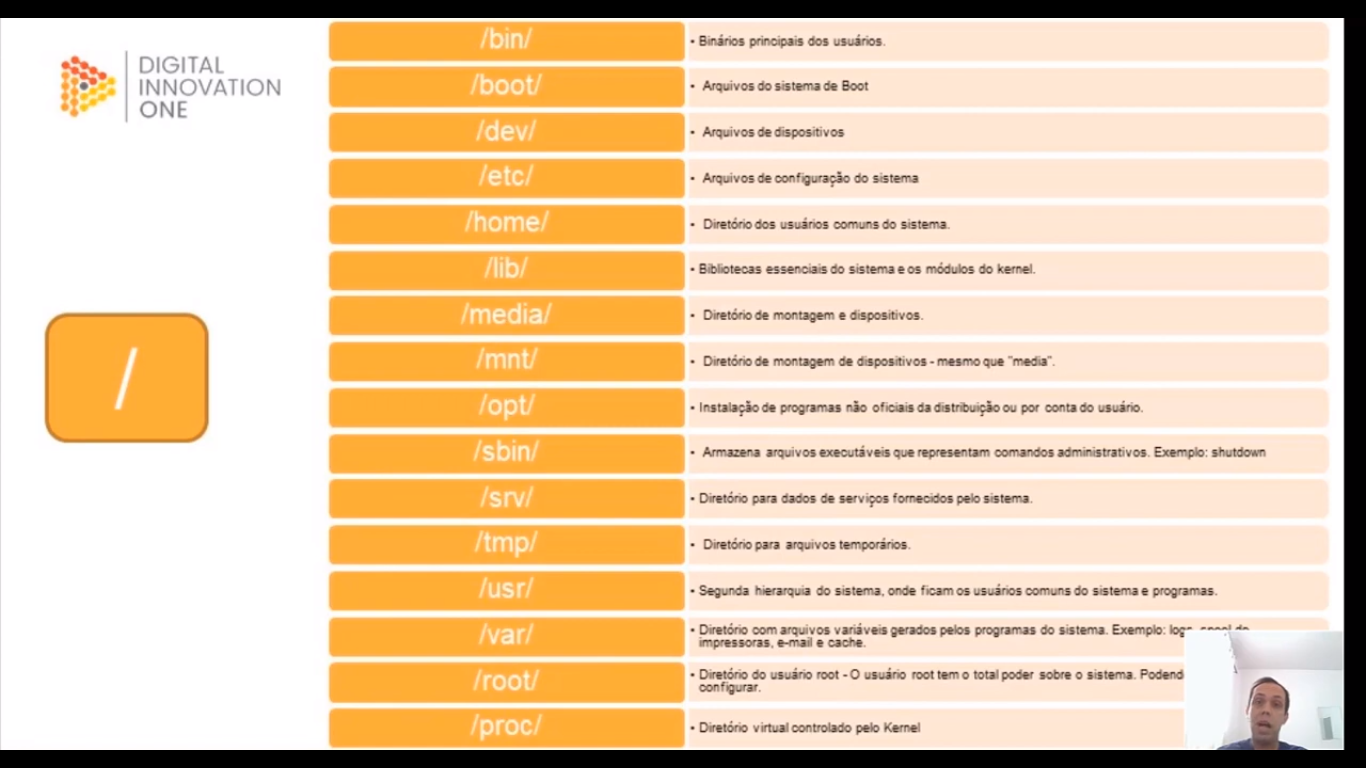 DIGITAL
INNOVATION
ONE
/
/bin/
• Binários principais dos usuários.
/boot/
• Arquivos do sistema de Boot
/dev/
• Arquivos de dispositivos
/etc/
• Arquivos de configuração do sistema
/home/
• Diretório dos usuários comuns do sistema.
/lib/
• Bibliotecas essenciais do sistema e os módulos do kernel.
/media/
• Diretório de montagem e dispositivos.
/mnt/
• Diretório de montagem de dispositivos - mesmo que "media".
/opt/
• Instalação de programas não oficiais da distribuição ou por conta do usuário.
/sbin/
• Armazena arquivos executáveis que representam comandos administrativos. Exemplo: shutdown
/srv/
• Diretório para dados de serviços fornecidos pelo sistema.
/tmp/
• Diretório para arquivos temporários.
/usr/
• Segunda hierarquia do sistema, onde ficam os usuários comuns do sistema e programas.
/var/
• Diretório com arquivos variáveis gerados pelos programas do sistema. Exemplo:
impressoras, e-mail e cache.
/root/
• Diretório do usuário root - O usuário root tem o total poder sobre o sistema.
configurar.
/proc/
• Diretório virtual controlado pelo Kernel